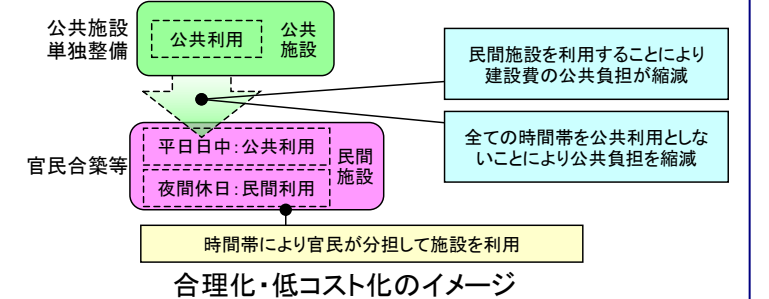 公共施設
単独整備
公共利用
公共
施設
民間施設を利用することにより
建設費の公共負担が縮減
全ての時間帯を公共利用としな
いことにより公共負担を縮減
官民合築等
平日日中：公共利用
夜間休日：民間利用
民間
施設
時間帯により官民が分担して施設を利用
合理化・低コスト化のイメージ